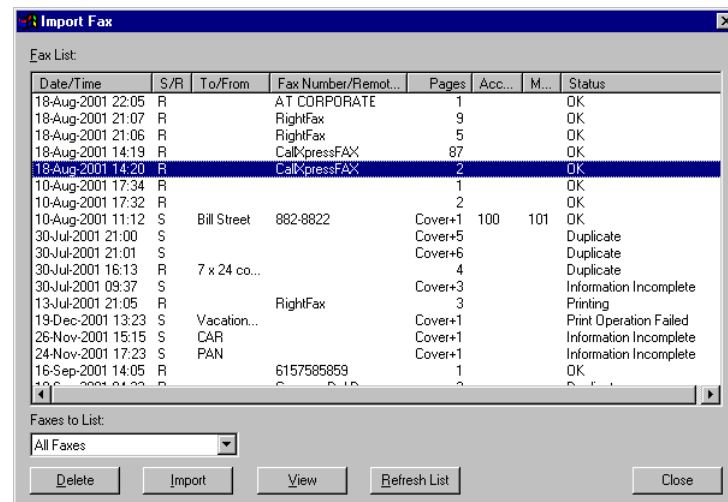 Import Fax
Fax List:
Date/Time S/R To/From Fax Number/Remot... Pages Acc... M... Status
18-Aug-2001 22:05 R AT CORPORATE 1 OK
18-Aug-2001 21:07 R RightFax 9 OK
18-Aug-2001 21:06 R RightFax 5 OK
18-Aug-2001 14:19 R CallXpressFAX 87 OK
18-Aug-2001 14:20 R CallXpressFAX 2 OK
10-Aug-2001 17:34 R 1 OK
10-Aug-2001 17:32 R 2 OK
10-Aug-2001 11:12 S Bill Street 882-8822 Cover+1 100 101 OK
30-Jul-2001 21:00 S Cover+5 Duplicate
30-Jul-2001 21:01 S Cover+6 Duplicate
30-Jul-2001 16:13 R 7 x 24 co... 4 Duplicate
30-Jul-2001 09:37 S Cover+3 Information Incomplete
13-Jul-2001 21:05 R RightFax 3 Printing
19-Dec-2001 13:23 S Vacation... Cover+1 Print Operation Failed
26-Nov-2001 15:15 S CAR Cover+1 Information Incomplete
24-Nov-2001 17:23 S PAN Cover+1 Information Incomplete
16-Sep-2001 14:05 R 6157585859 1 OK
Faxes to List:
All Faxes
Delete Import View Refresh List Close